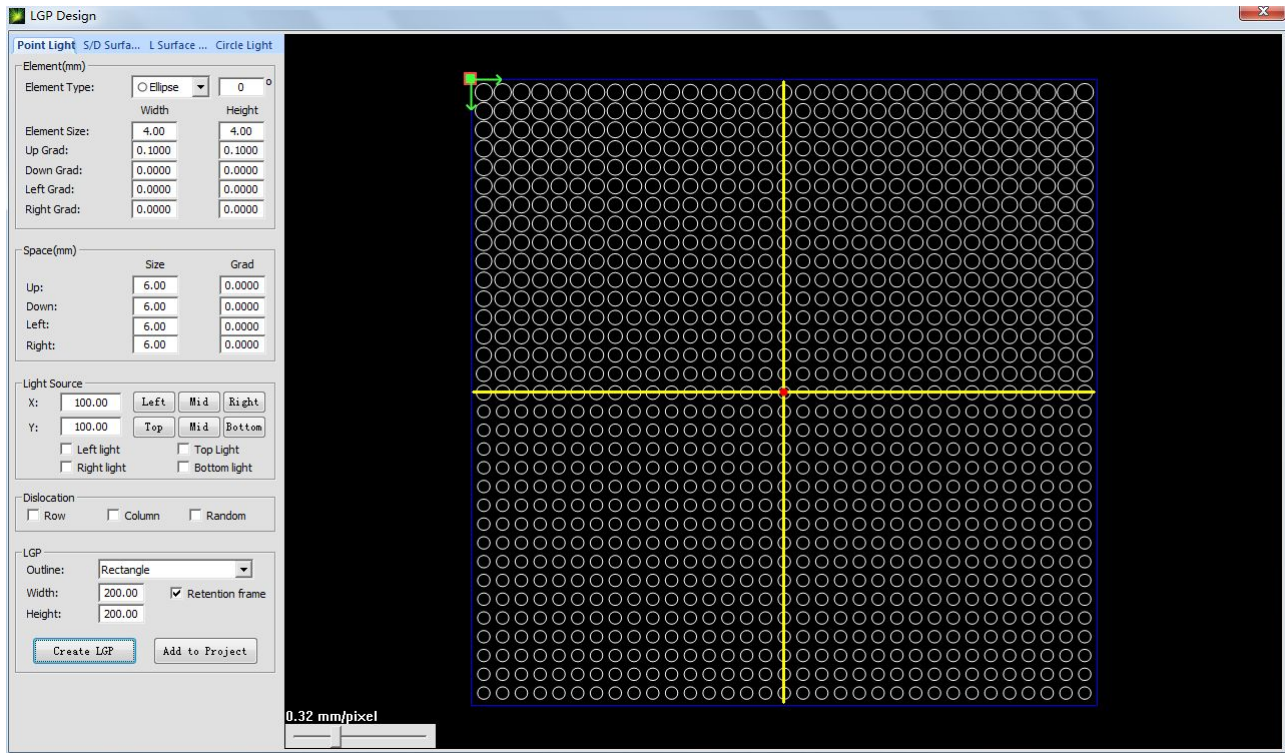 LGP Design
x
Point Light S/D Surfa... L Surface ... Circle Light
Element(mm)
Element Type: Ellipse 0 °
Width Height
Element Size: 4.00 4.00
Up Grad: 0.1000 0.1000
Down Grad: 0.0000 0.0000
Left Grad: 0.0000 0.0000
Right Grad: 0.0000 0.0000
Space(mm)
Size Grad
Up: 6.00 0.0000
Down: 6.00 0.0000
Left: 6.00 0.0000
Right: 6.00 0.0000
Light Source
X: 100.00 Left Mid Right
Y: 100.00 Top Mid Bottom
Left light Top Light
Right light Bottom light
Dislocation
Row Column Random
LGP
Outline: Rectangle
Width: 200.00 Retention frame
Height: 200.00
Create LGP Add to Project
0.32 mm/pixel